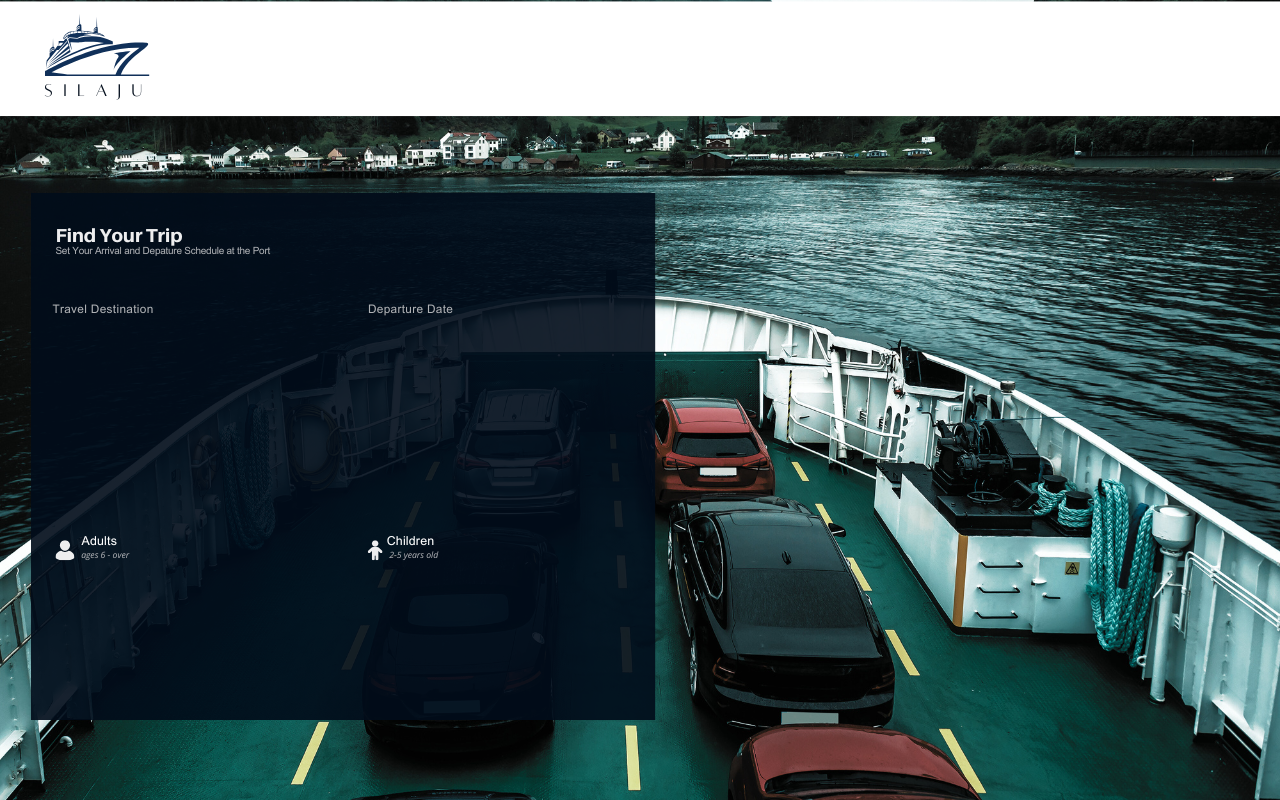 SILAJU
Find Your Trip
Set Your Arrival and Depature Schedule at the Port
Travel Destination
Departure Date
Adults
ages 6 - over
Children
2-5 years old